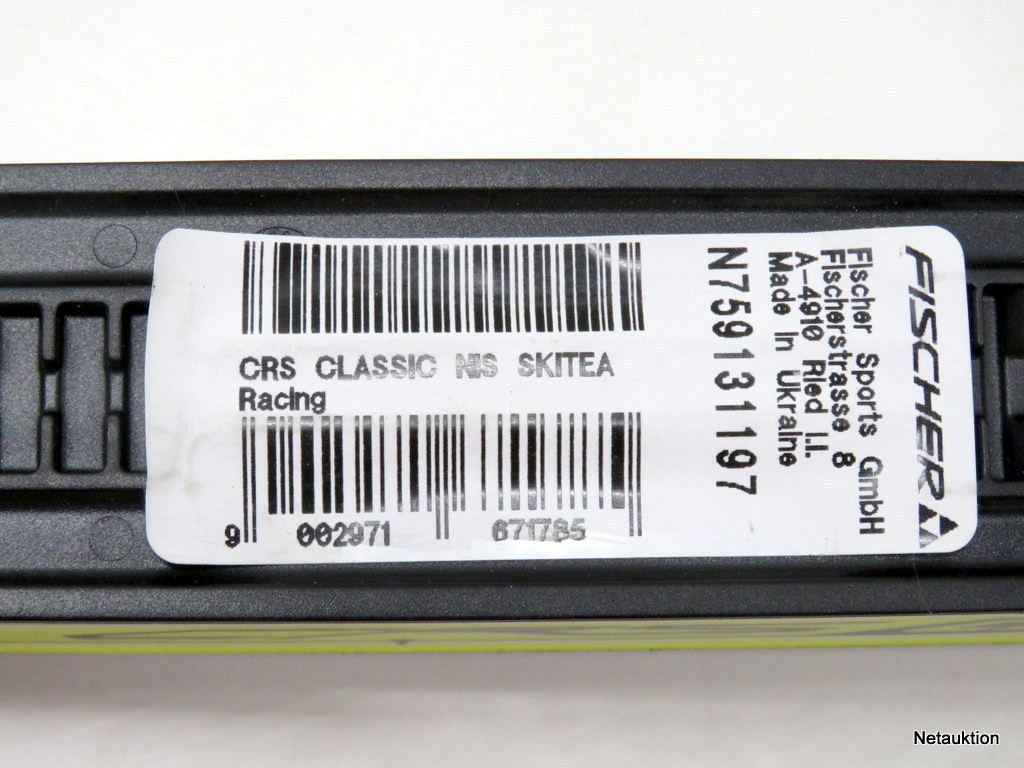 CRS CLASSIC NIS SKITEA
Racing
9 002971 671785
N759131197
FISCHER
Fischer Sports GmbH
Fischerstrasse 8
A-4910 Ried i.I.
Made in Ukraine
Netauktion